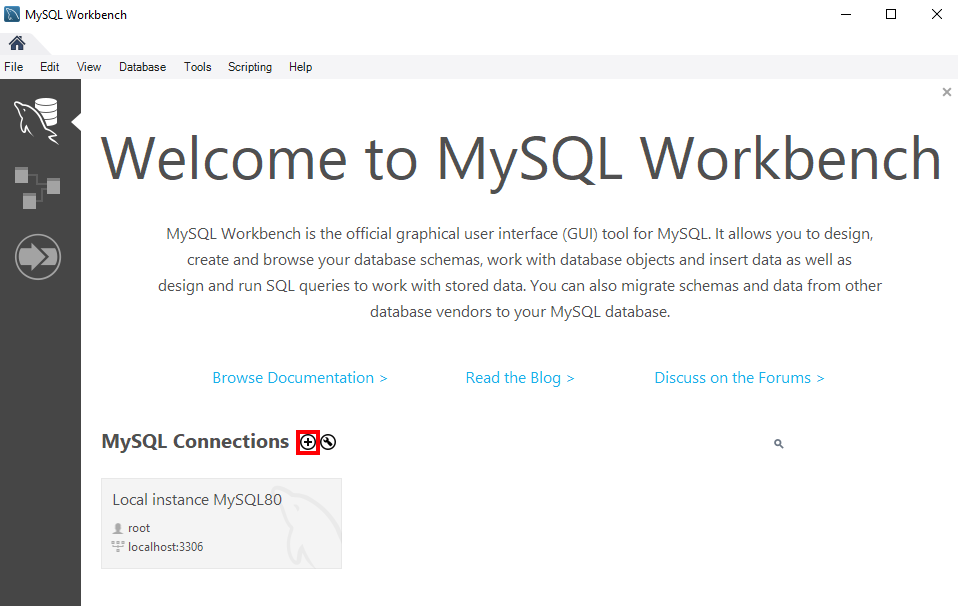 MySQL Workbench
File Edit View Database Tools Scripting Help
Welcome to MySQL Workbench
MySQL Workbench is the official graphical user interface (GUI) tool for MySQL. It allows you to design,
create and browse your database schemas, work with database objects and insert data as well as
design and run SQL queries to work with stored data. You can also migrate schemas and data from other
database vendors to your MySQL database.
Browse Documentation > Read the Blog > Discuss on the Forums >
MySQL Connections
Local instance MySQL80
root
localhost:3306